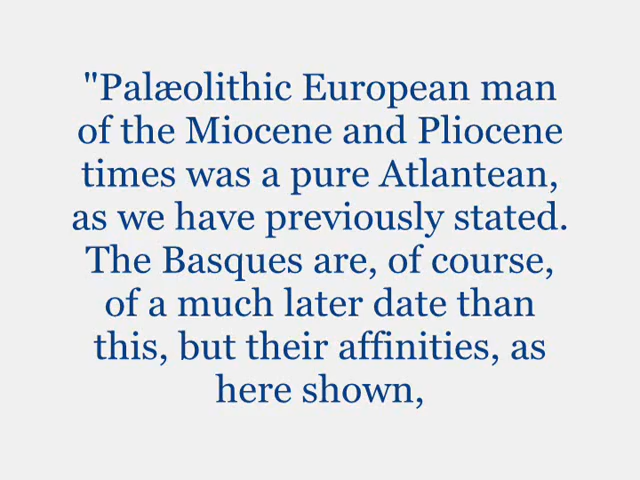 "Palæolithic European man
of the Miocene and Pliocene
times was a pure Atlantean,
as we have previously stated.
The Basques are, of course,
of a much later date than
this, but their affinities, as
here shown,